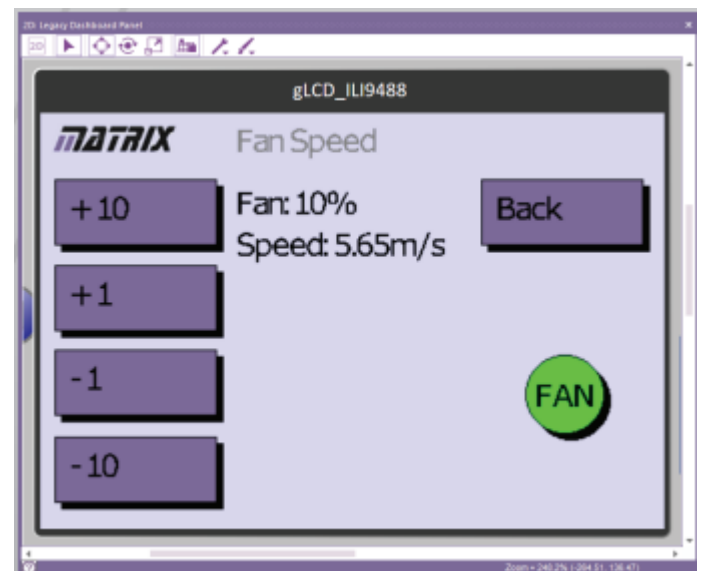 2D: Legacy Dashboard Panel
2D
gLCD_ILI9488
MATRIX Fan Speed
+10
Fan: 10%
Back
Speed: 5.65m/s
+1
-1
FAN
-10